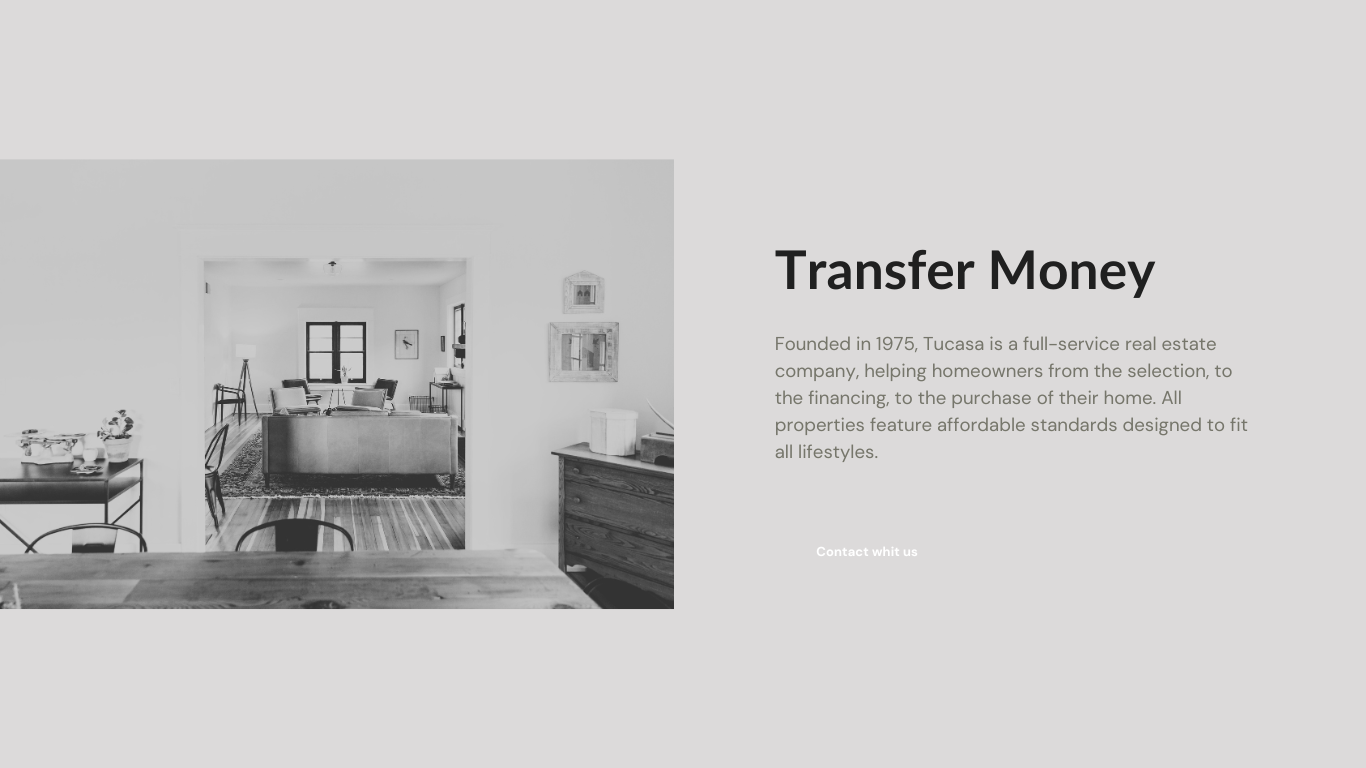 Transfer Money
Founded in 1975, Tucasa is a full-service real estate
company, helping homeowners from the selection, to
the financing, to the purchase of their home. All
properties feature affordable standards designed to fit
all lifestyles.
Contact whit us